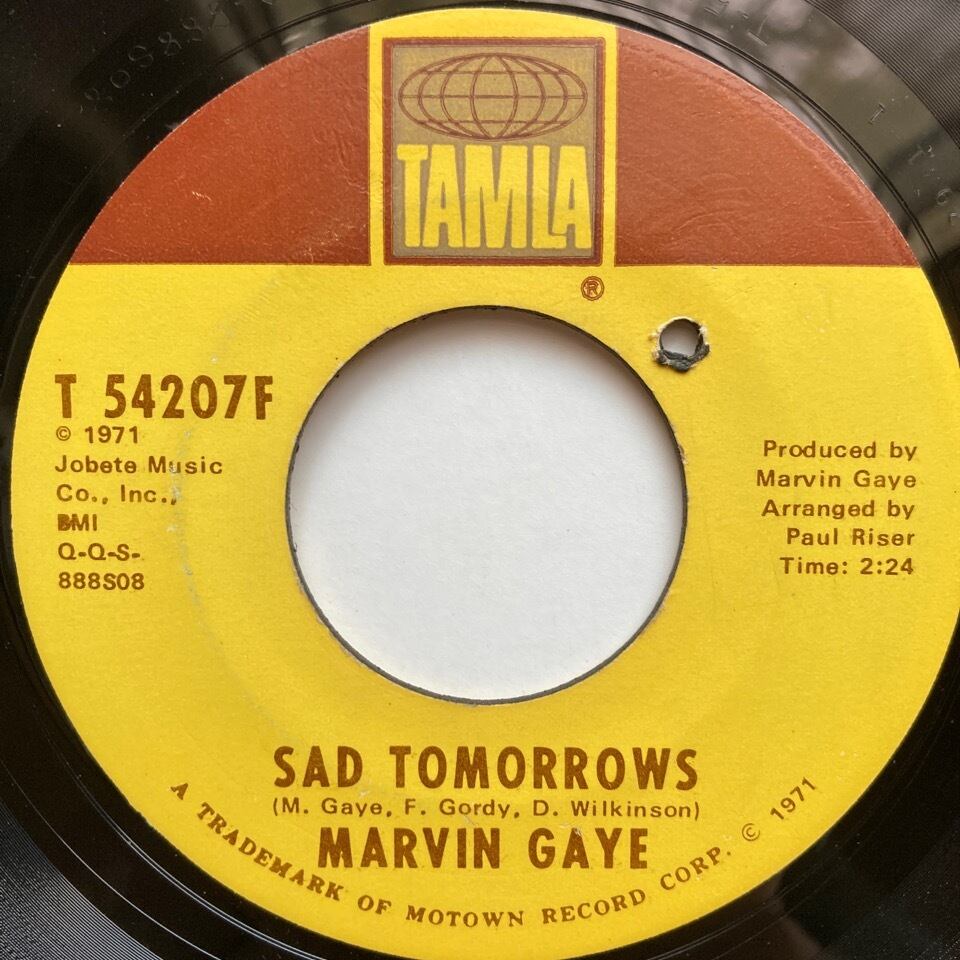 TAMLA
®
T 54207F
© 1971
Jobete Music
Co., Inc.,
BMI
Q-Q-S-
888S08
Produced by
Marvin Gaye
Arranged by
Paul Riser
Time: 2:24
SAD TOMORROWS
(M. Gaye, F. Gordy, D. Wilkinson)
MARVIN GAYE
A TRADEMARK OF MOTOWN RECORD CORP. © 1971